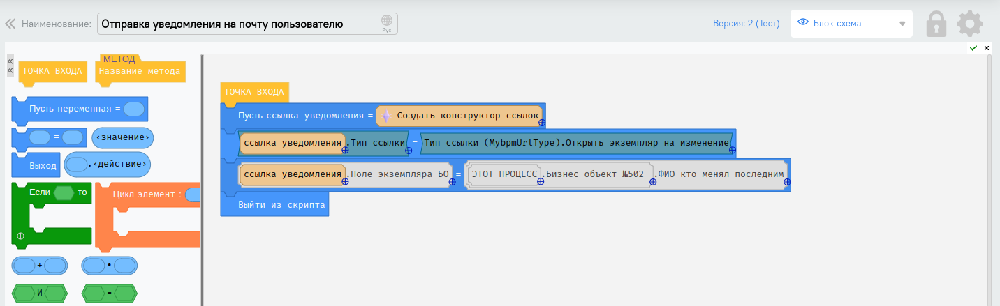 Наименование: Отправка уведомления на почту пользователю Рус Версия: 2 (Тест) Блок-схема
МЕТОД
ТОЧКА ВХОДА Название метода
Пусть переменная =
= ‹значение›
Выход .‹действие›
Если то Цикл элемент :
+ •
И =
ТОЧКА ВХОДА
Пусть ссылка уведомления = Создать конструктор ссылок
ссылка уведомления.Тип ссылки = Тип ссылки (MybpmUrlType).Открыть экземпляр на изменение
ссылка уведомления.Поле экземпляра БО = ЭТОТ ПРОЦЕСС.Бизнес объект №502 .ФИО кто менял последним
Выйти из скрипта